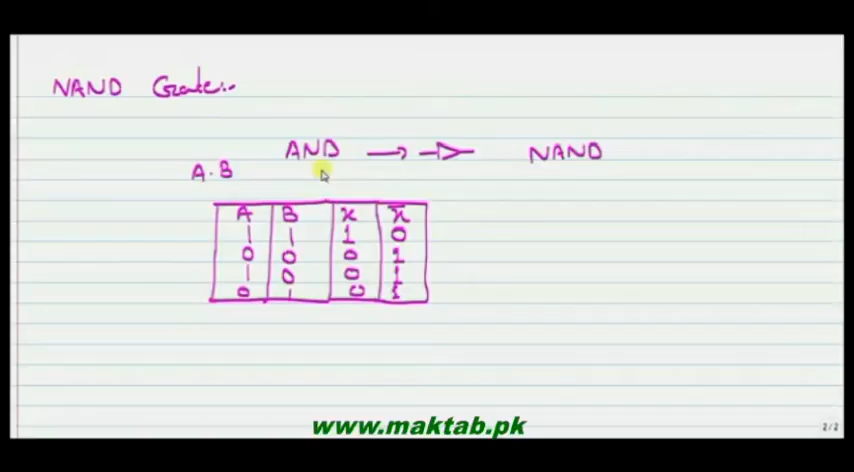 NAND Gate:.
AND → NAND
A.B
A B x x̅
1 1 1 0
0 0 0 1
1 0 0 1
0 1 0 1
www.maktab.pk
2/2